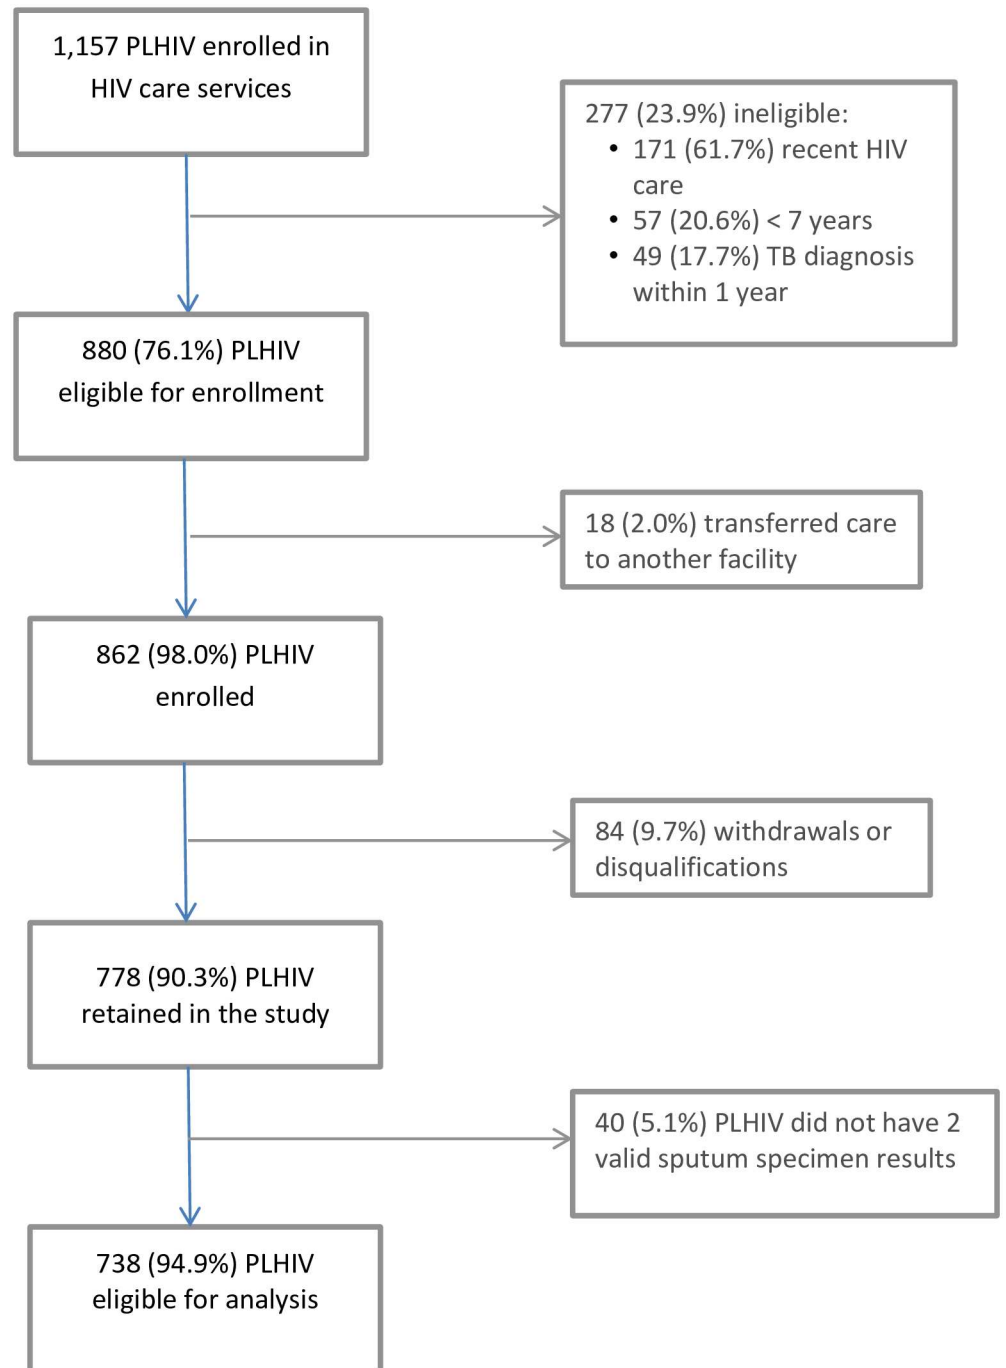 1,157 PLHIV enrolled in
HIV care services
277 (23.9%) ineligible:
• 171 (61.7%) recent HIV
care
• 57 (20.6%) < 7 years
• 49 (17.7%) TB diagnosis
within 1 year
880 (76.1%) PLHIV
eligible for enrollment
18 (2.0%) transferred care
to another facility
862 (98.0%) PLHIV
enrolled
84 (9.7%) withdrawals or
disqualifications
778 (90.3%) PLHIV
retained in the study
40 (5.1%) PLHIV did not have 2
valid sputum specimen results
738 (94.9%) PLHIV
eligible for analysis